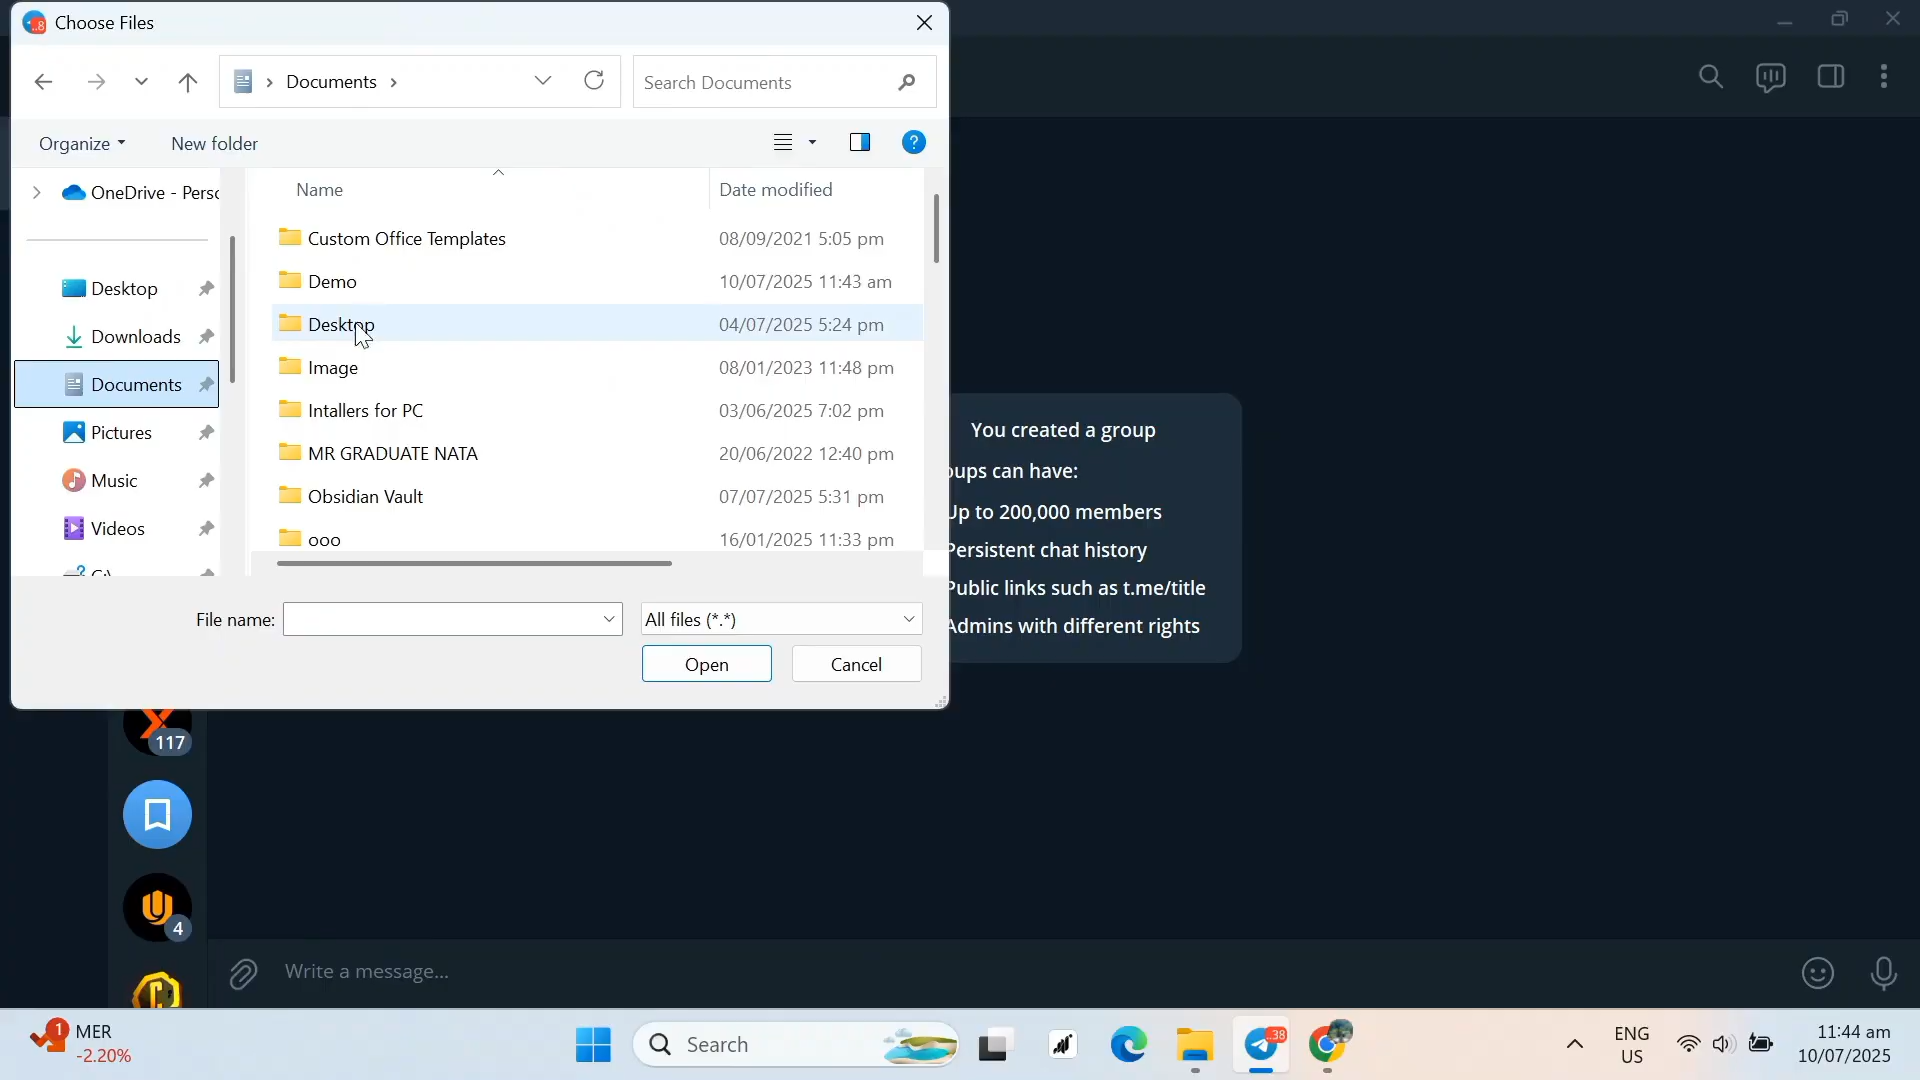 Choose Files
Documents
Search Documents
Organize
New folder
OneDrive - Pers
Name
Date modified
Custom Office Templates
08/09/2021 5:05 pm
Demo
10/07/2025 11:43 am
Desktop
Desktop
04/07/2025 5:24 pm
Downloads
Image
08/01/2023 11:48 pm
Documents
Intallers for PC
03/06/2025 7:02 pm
Pictures
MR GRADUATE NATA
20/06/2022 12:40 pm
Music
Obsidian Vault
07/07/2025 5:31 pm
Videos
ooo
16/01/2025 11:33 pm
File name:
All files (*.*)
Open
Cancel
You created a group
oups can have:
Up to 200,000 members
Persistent chat history
Public links such as t.me/title
Admins with different rights
117
4
Write a message...
1
MER
-2.20%
Search
38
ENG
US
11:44 am
10/07/2025